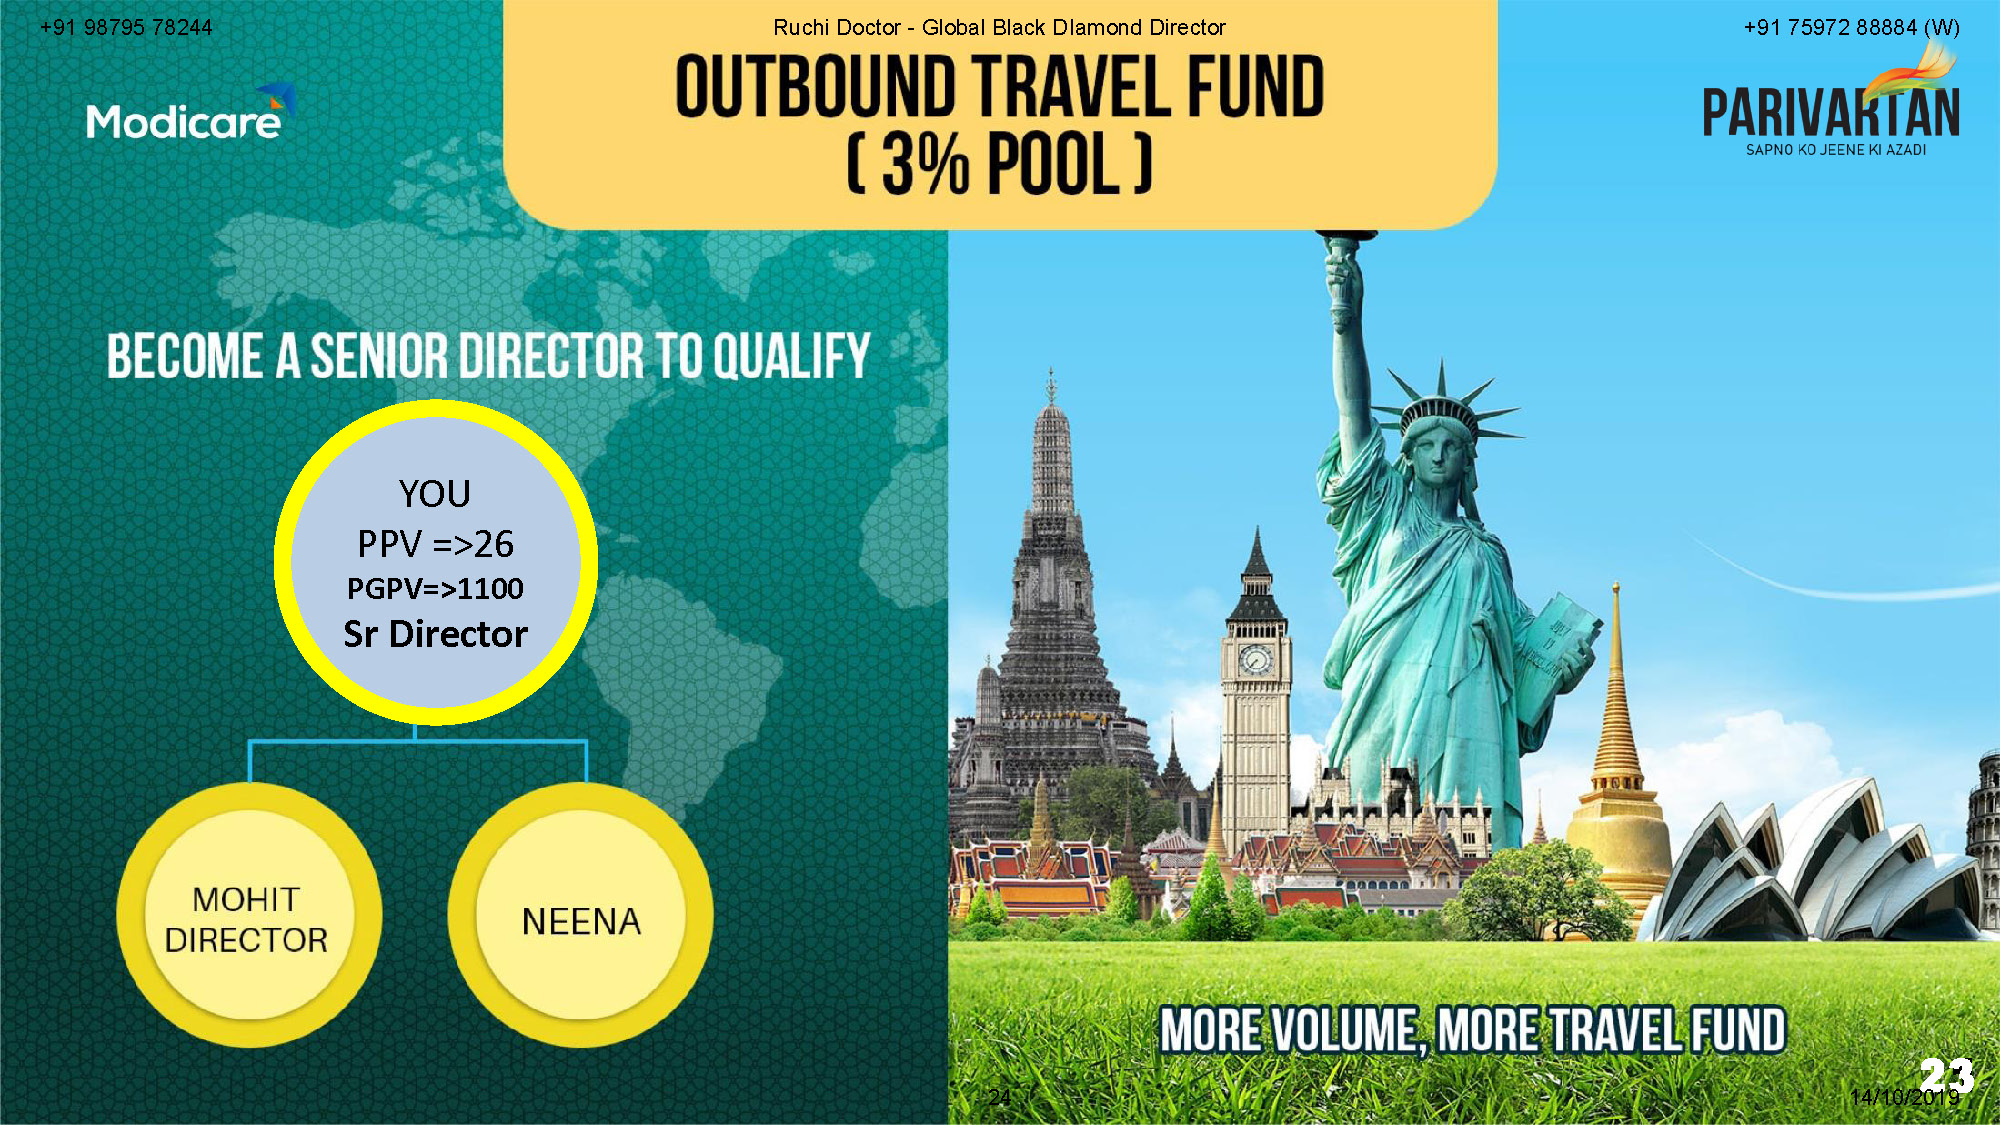 +91 98795 78244
Ruchi Doctor - Global Black DIamond Director
+91 75972 88884 (W)
Modicare
OUTBOUND TRAVEL FUND
( 3% POOL )
PARIVARTAN
SAPNO KO JEENE KI AZADI
BECOME A SENIOR DIRECTOR TO QUALIFY
YOU
PPV =>26
PGPV=>1100
Sr Director
MOHIT
DIRECTOR
NEENA
MORE VOLUME, MORE TRAVEL FUND
23
24
14/10/2019